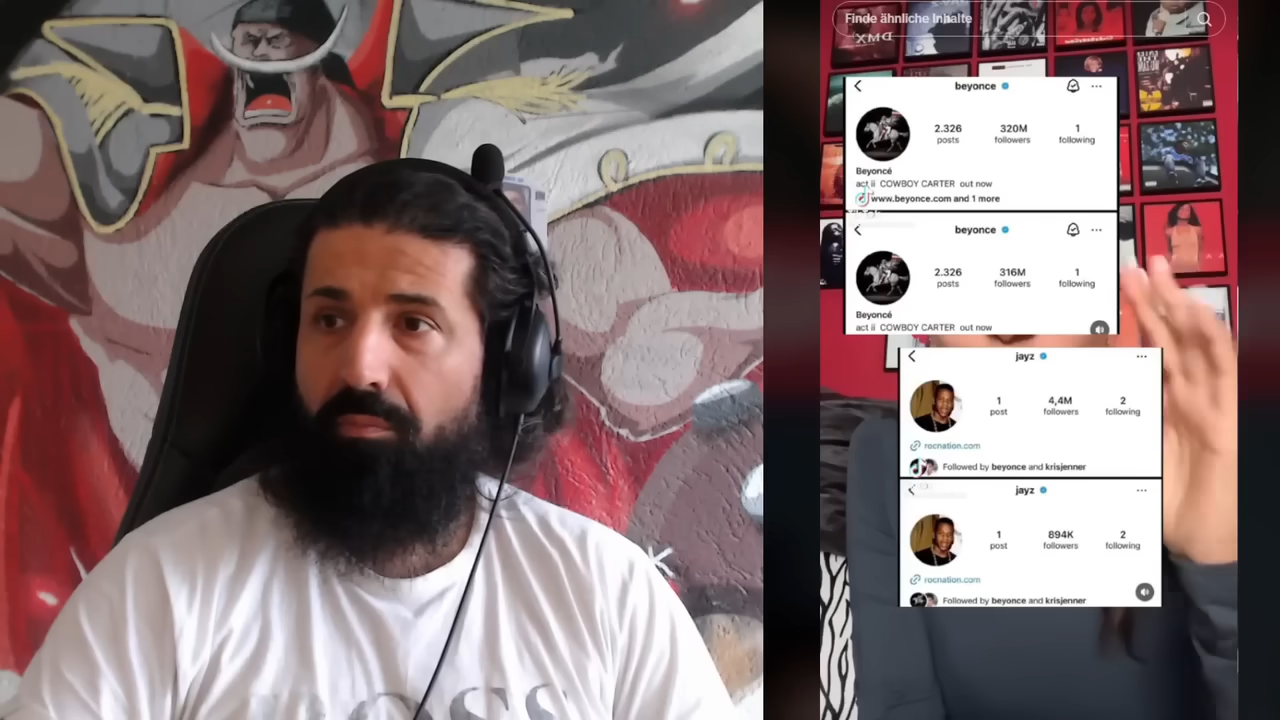 Finde ähnliche Inhalte
DMX
beyonce
2.326 320M 1
posts followers following
Beyoncé
act ii COWBOY CARTER out now
www.beyonce.com and 1 more
beyonce
2.326 316M 1
posts followers following
Beyoncé
act ii COWBOY CARTER out now
jayz
1 4,4M 2
post followers following
rocnation.com
Followed by beyonce and krisjenner
jayz
1 894K 2
post followers following
rocnation.com
Followed by beyonce and krisjenner
BOSS